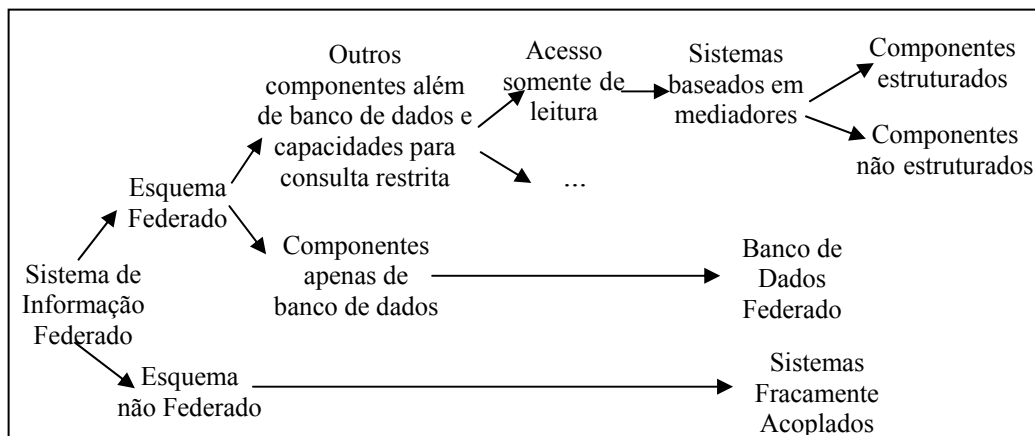 Outros
componentes além
de banco de dados e
capacidades para
consulta restrita
Acesso
somente de
leitura
Sistemas
baseados em
mediadores
Componentes
estruturados
Componentes
não estruturados
...
Esquema
Federado
Componentes
apenas de
banco de dados
Banco de
Dados
Federado
Sistema de
Informação
Federado
Esquema
não Federado
Sistemas
Fracamente
Acoplados